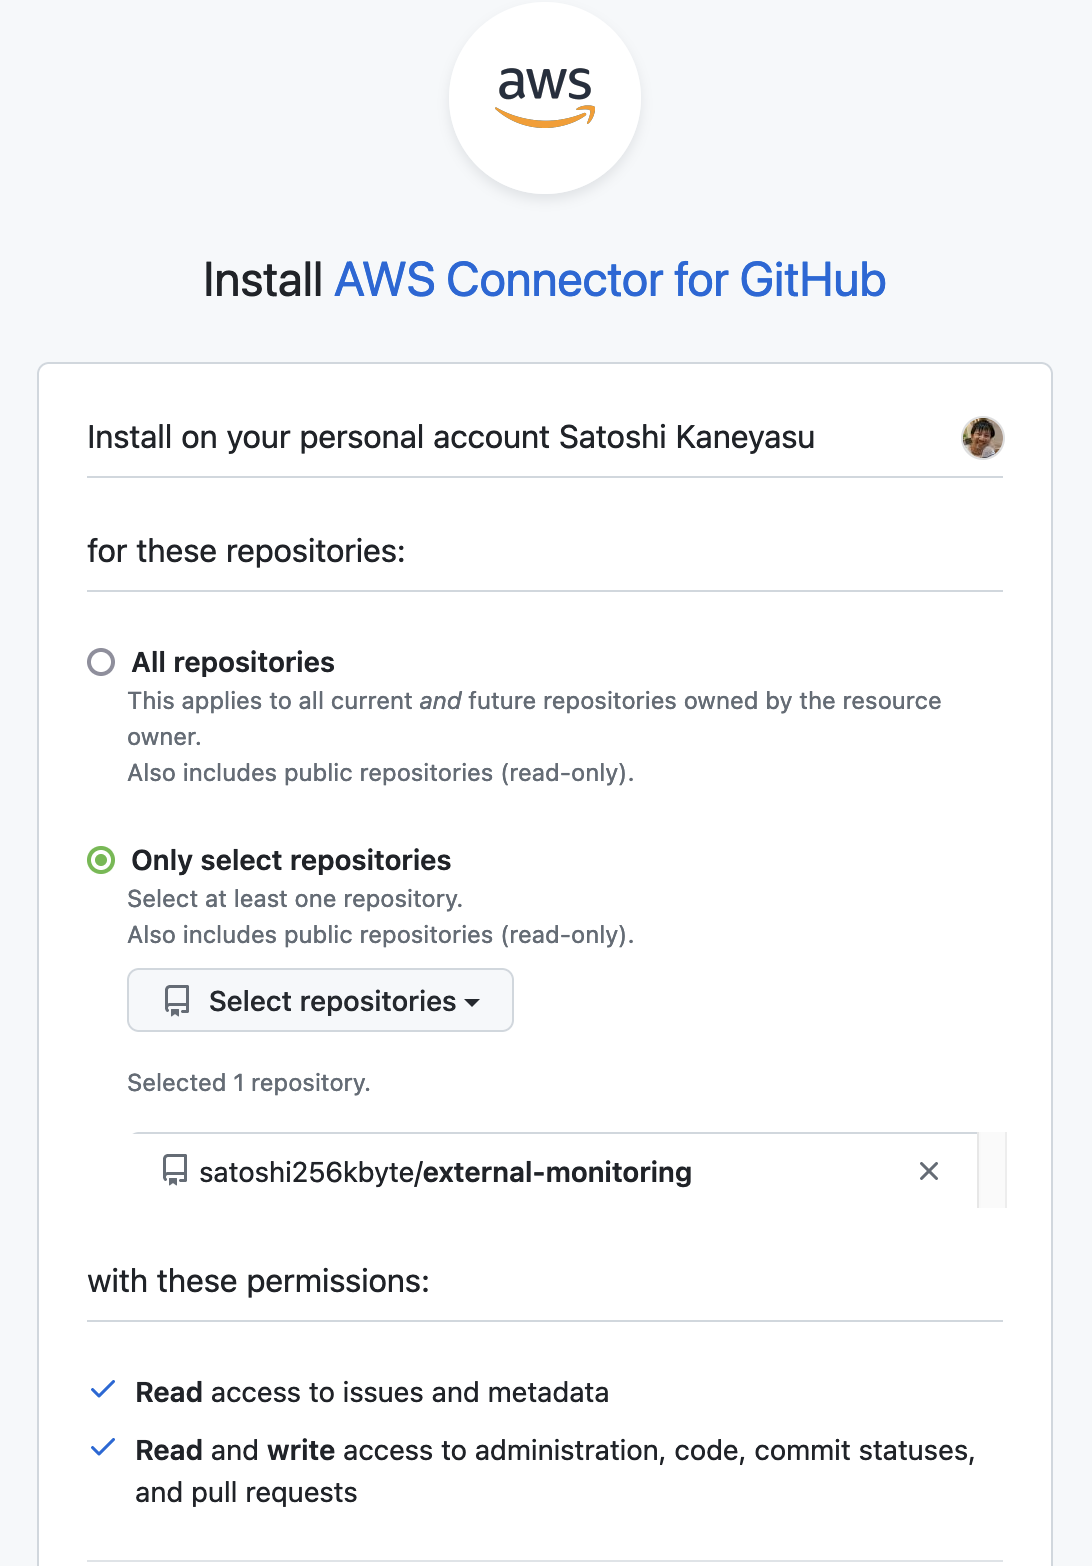 aws
Install AWS Connector for GitHub
Install on your personal account Satoshi Kaneyasu
for these repositories:
All repositories
This applies to all current and future repositories owned by the resource
owner.
Also includes public repositories (read-only).
Only select repositories
Select at least one repository.
Also includes public repositories (read-only).
Select repositories
Selected 1 repository.
satoshi256kbyte/external-monitoring
with these permissions:
Read access to issues and metadata
Read and write access to administration, code, commit statuses,
and pull requests